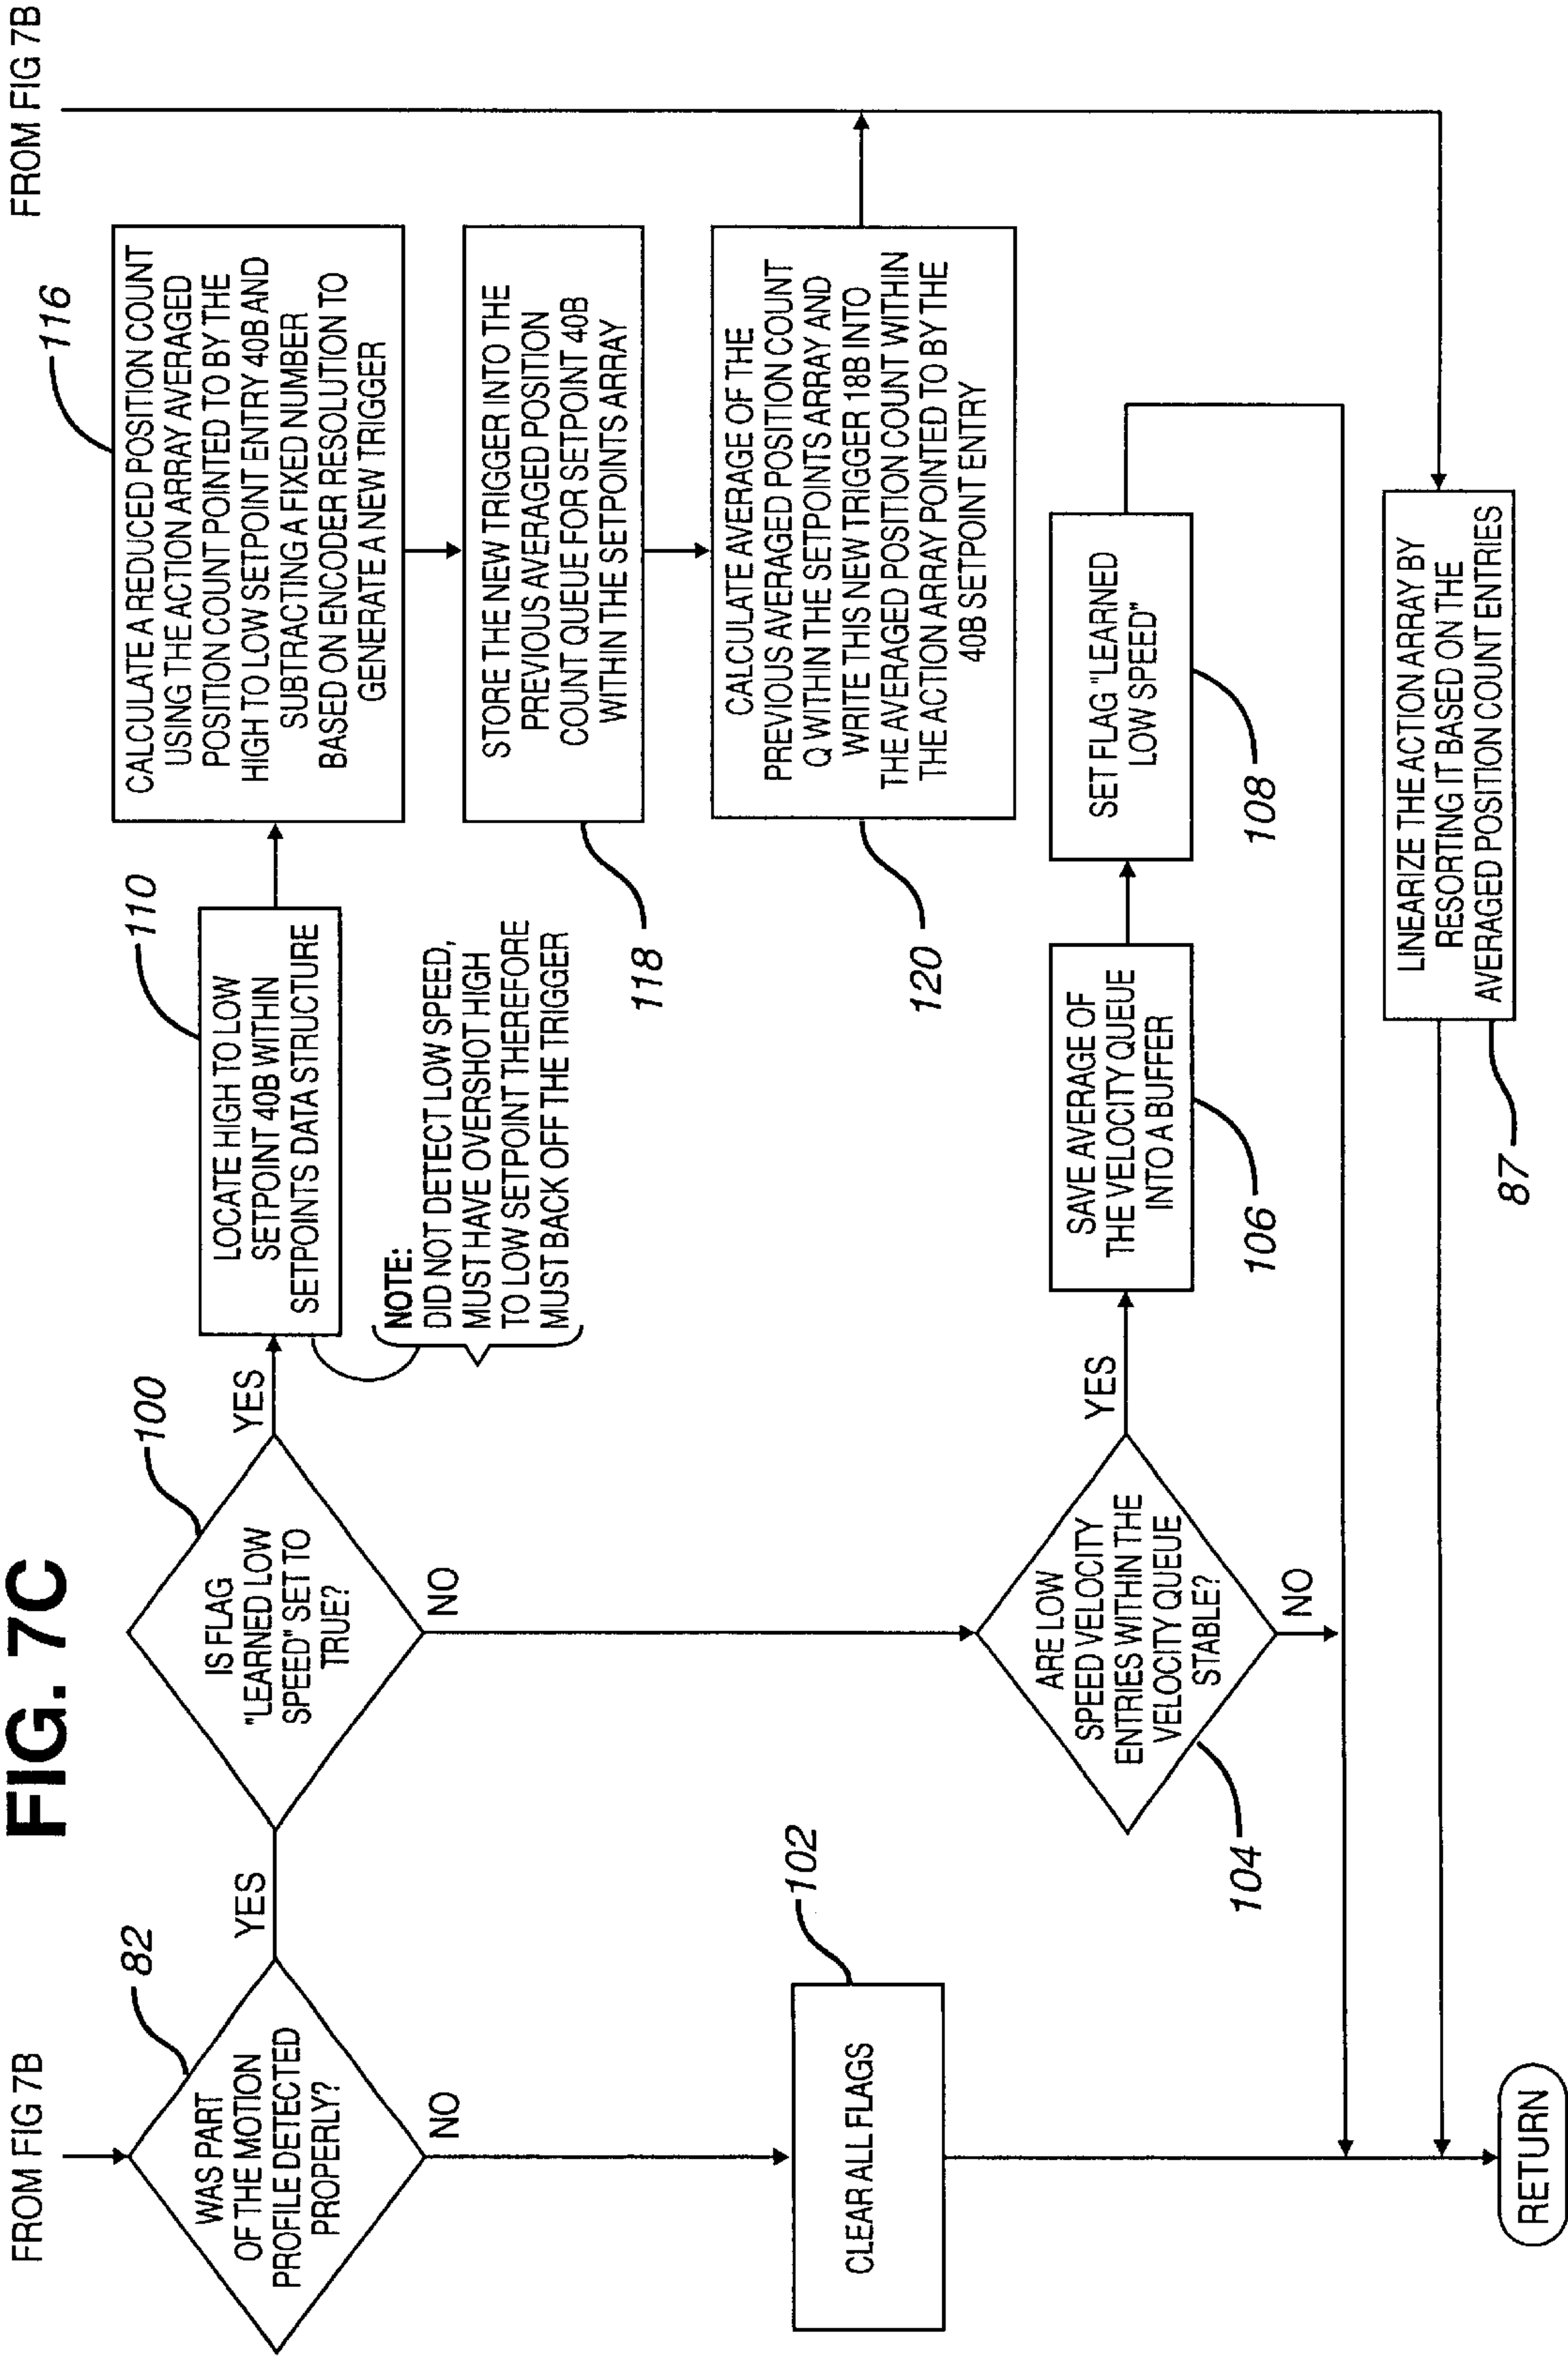 FIG. 7C
FROM FIG 7B
FROM FIG 7B
82
WAS PART
OF THE MOTION
PROFILE DETECTED
PROPERLY?
YES
NO
100
IS FLAG
"LEARNED LOW
SPEED" SET TO
TRUE?
YES
NO
110
LOCATE HIGH TO LOW
SETPOINT 40B WITHIN
SETPOINTS DATA STRUCTURE
NOTE:
DID NOT DETECT LOW SPEED,
MUST HAVE OVERSHOT HIGH
TO LOW SETPOINT THEREFORE
MUST BACK OFF THE TRIGGER
116
CALCULATE A REDUCED POSITION COUNT
USING THE ACTION ARRAY AVERAGED
POSITION COUNT POINTED TO BY THE
HIGH TO LOW SETPOINT ENTRY 40B AND
SUBTRACTING A FIXED NUMBER
BASED ON ENCODER RESOLUTION TO
GENERATE A NEW TRIGGER
STORE THE NEW TRIGGER INTO THE
PREVIOUS AVERAGED POSITION
COUNT QUEUE FOR SETPOINT 40B
WITHIN THE SETPOINTS ARRAY
118
CALCULATE AVERAGE OF THE
PREVIOUS AVERAGED POSITION COUNT
Q WITHIN THE SETPOINTS ARRAY AND
WRITE THIS NEW TRIGGER 18B INTO
THE AVERAGED POSITION COUNT WITHIN
THE ACTION ARRAY POINTED TO BY THE
40B SETPOINT ENTRY
120
102
CLEAR ALL FLAGS
ARE LOW
SPEED VELOCITY
ENTRIES WITHIN THE
VELOCITY QUEUE
STABLE?
104
YES
NO
SAVE AVERAGE OF
THE VELOCITY QUEUE
INTO A BUFFER
106
SET FLAG "LEARNED
LOW SPEED"
108
LINEARIZE THE ACTION ARRAY BY
RESORTING IT BASED ON THE
AVERAGED POSITION COUNT ENTRIES
87
RETURN